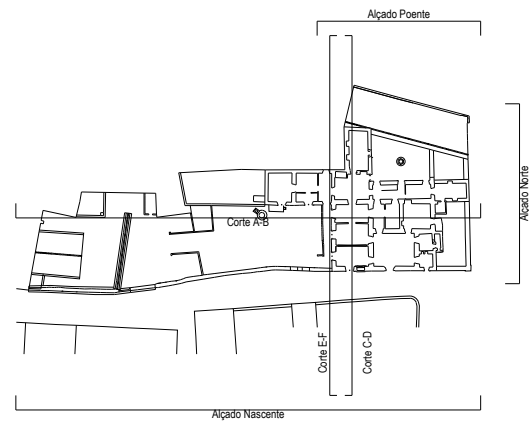 Alçado Poente
Alçado Norte
Corte A-B
Corte E-F
Corte C-D
Alçado Nascente